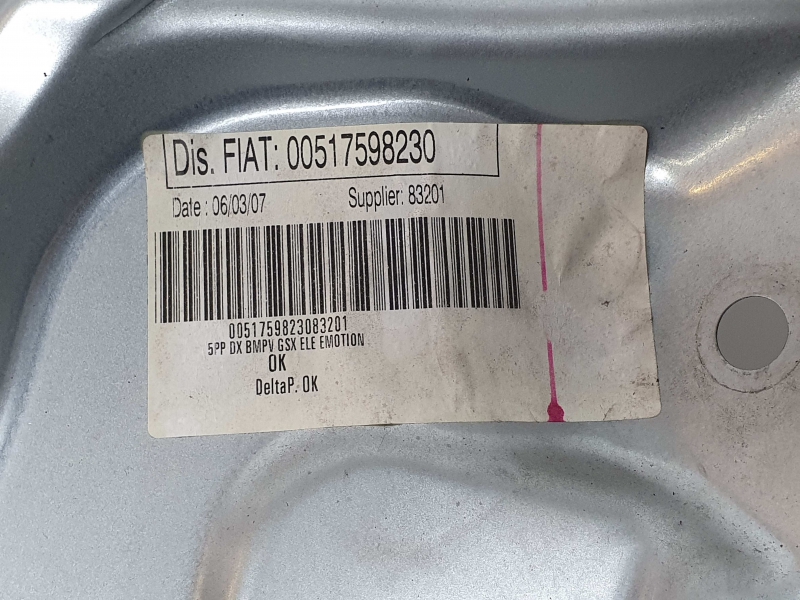 Dis. FIAT: 00517598230
Date : 06/03/07 Supplier: 83201
0051759823083201
5PP DX BMPV GSX ELE EMOTION
OK
DeltaP. OK